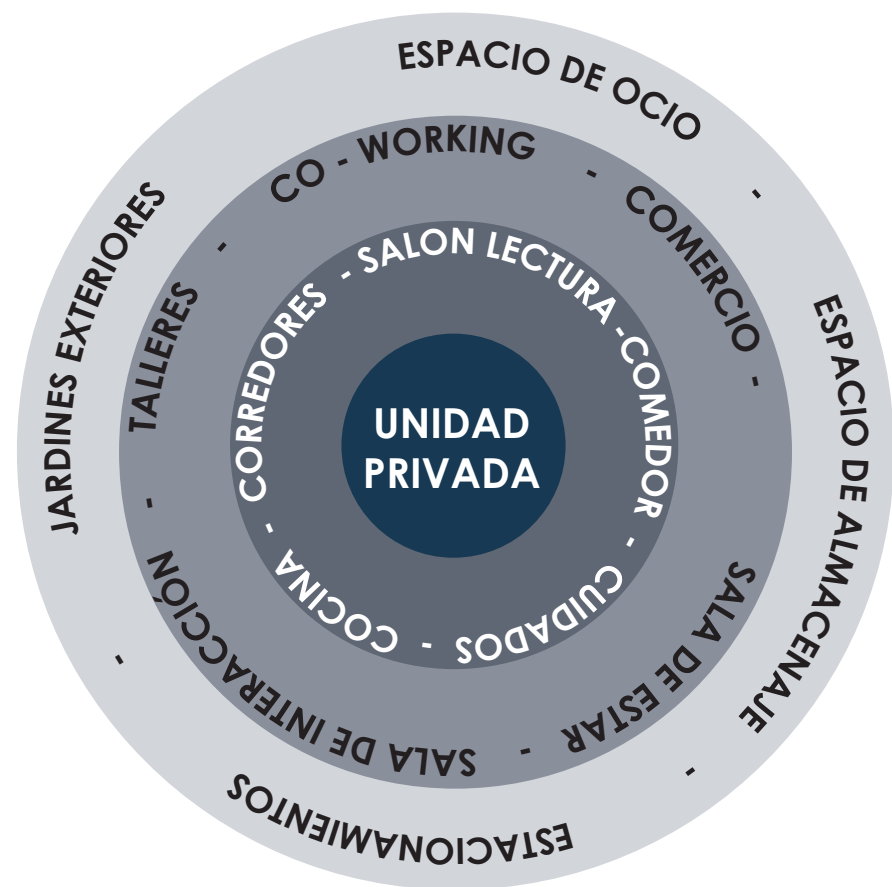 ESPACIO DE OCIO - ESPACIO DE ALMACENAJE - ESTACIONAMIENTOS - JARDINES EXTERIORES
CO - WORKING - COMERCIO - SALA DE ESTAR - SALA DE INTERACCIÓN - TALLERES -
SALON LECTURA -COMEDOR - CUIDADOS - COCINA - CORREDORES -
UNIDAD
PRIVADA